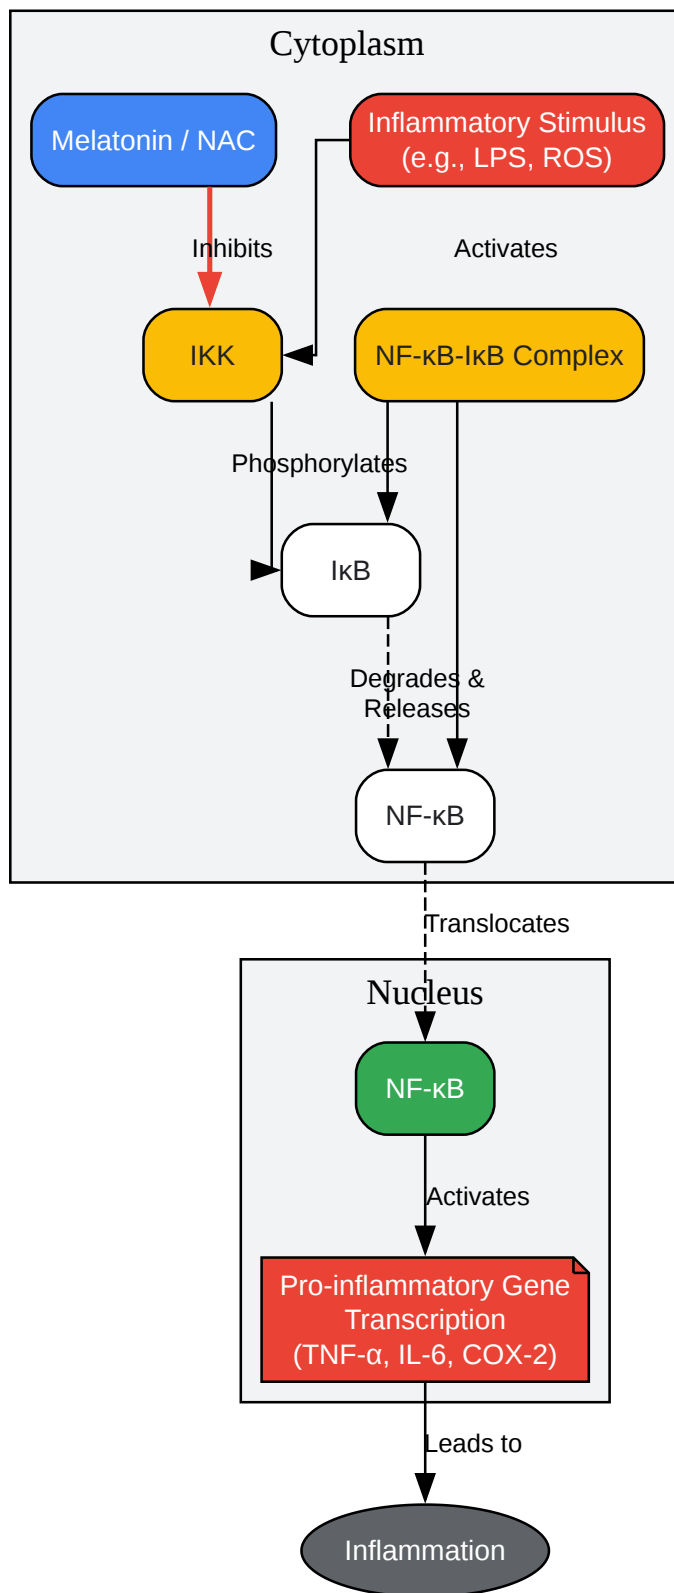 Cytoplasm
Melatonin / NAC
Inflammatory Stimulus
(e.g., LPS, ROS)
Inhibits
Activates
IKK
NF-κB-IκB Complex
Phosphorylates
IκB
Degrades &
Releases
NF-κB
Translocates
Nucleus
NF-κB
Activates
Pro-inflammatory Gene
Transcription
(TNF-α, IL-6, COX-2)
Leads to
Inflammation